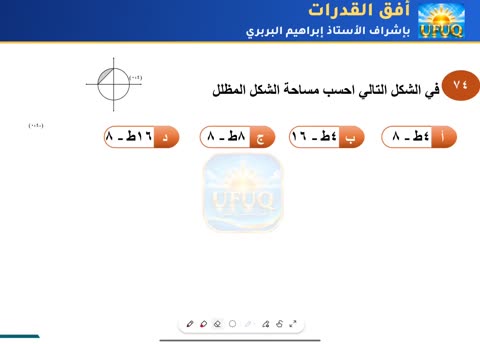 أفق القدرات
بإشراف الأستاذ إبراهيم البربري
UFUQ
٧٤
في الشكل التالي احسب مساحة الشكل المظلل
أ ٤ط - ٨
ب ٤ط - ١٦
ج ٨ط - ٨
د ١٦ط - ٨
UFUQ